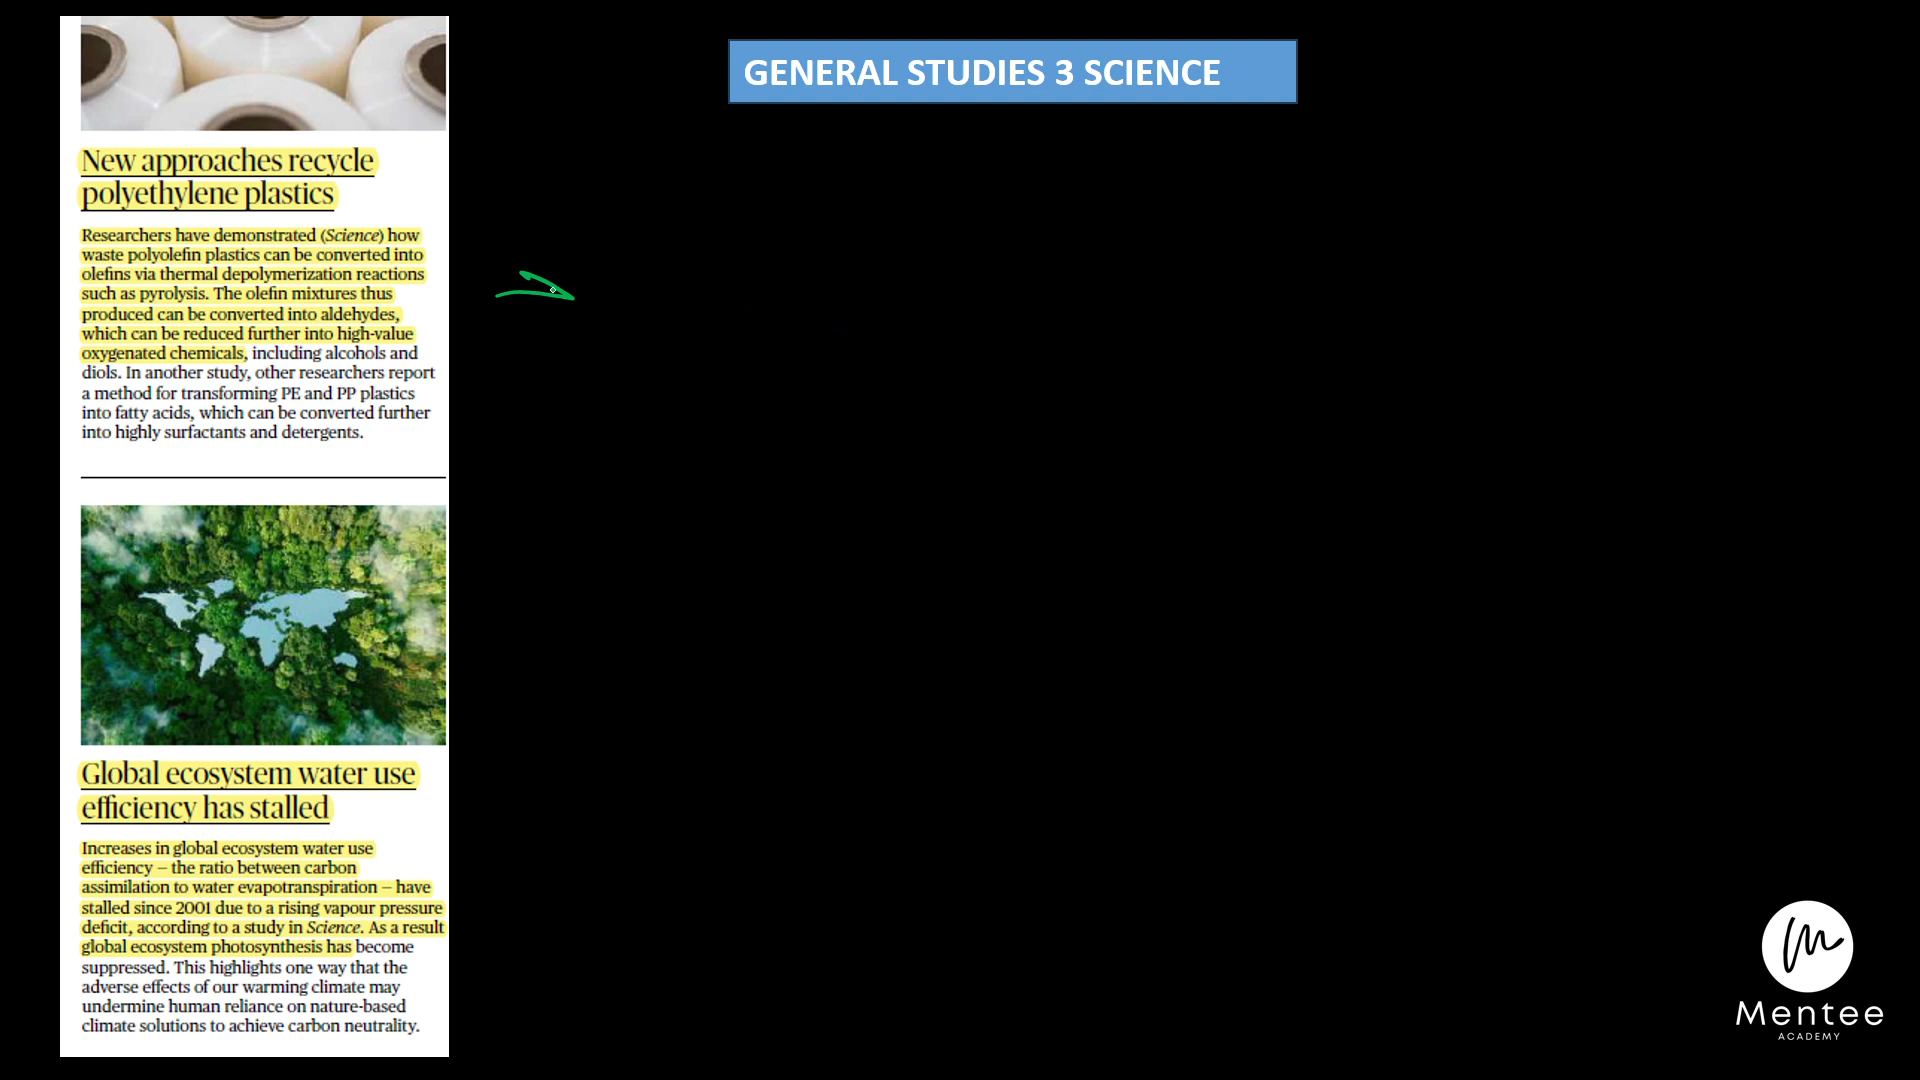 GENERAL STUDIES 3 SCIENCE
New approaches recycle
polyethylene plastics
Researchers have demonstrated (Science) how
waste polyolefin plastics can be converted into
olefins via thermal depolymerization reactions
such as pyrolysis. The olefin mixtures thus
produced can be converted into aldehydes,
which can be reduced further into high-value
oxygenated chemicals, including alcohols and
diols. In another study, other researchers report
a method for transforming PE and PP plastics
into fatty acids, which can be converted further
into highly surfactants and detergents.
Global ecosystem water use
efficiency has stalled
Increases in global ecosystem water use
efficiency – the ratio between carbon
assimilation to water evapotranspiration – have
stalled since 2001 due to a rising vapour pressure
deficit, according to a study in Science. As a result
global ecosystem photosynthesis has become
suppressed. This highlights one way that the
adverse effects of our warming climate may
undermine human reliance on nature-based
climate solutions to achieve carbon neutrality.
Mentee
ACADEMY